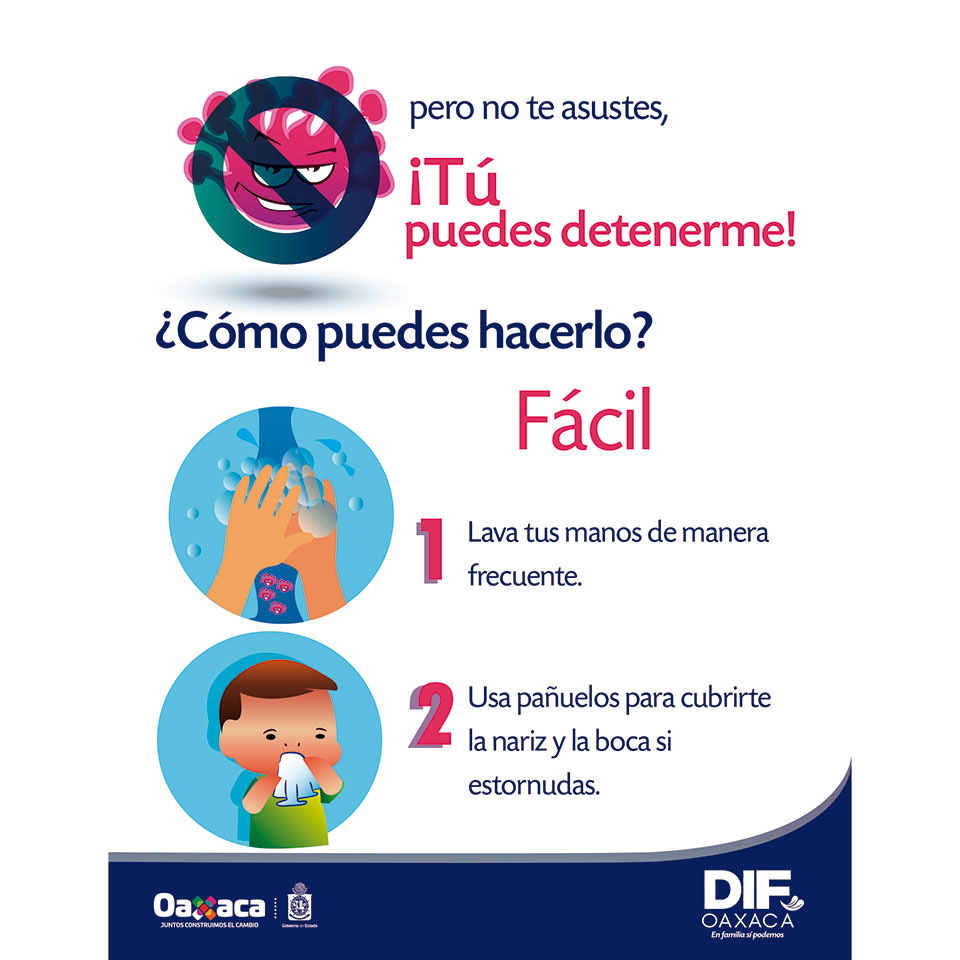 pero no te asustes,
¡Tú
puedes detenerme!
¿Cómo puedes hacerlo?
Fácil
1 Lava tus manos de manera
frecuente.
2 Usa pañuelos para cubrirte
la nariz y la boca si
estornudas.
Oaxaca
JUNTOS CONSTRUIMOS EL CAMBIO
Gobierno del Estado
DIF
OAXACA
En familia sí podemos